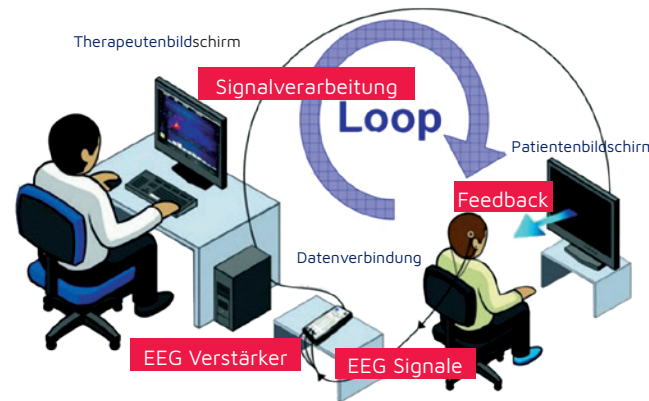 Therapeutenbildschirm
Signalverarbeitung
Loop
Patientenbildschirm
Feedback
Datenverbindung
EEG Verstärker
EEG Signale